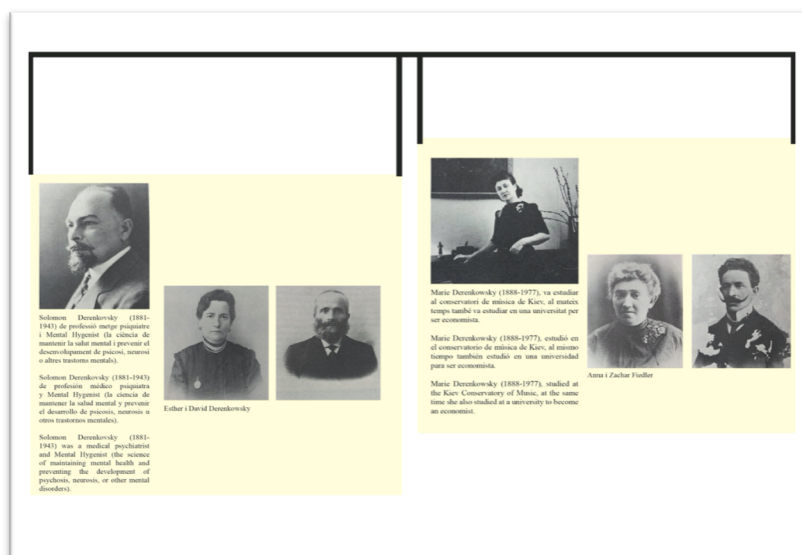 Solomon Derenkovsky (1881-
1943) de professió metge psiquiatre
i Mental Hygenist (la ciència de
mantenir la salut mental i prevenir el
desenvolupament de psicosi, neurosi
o altres trastorns mentals).
Solomon Derenkovsky (1881-1943)
de profesión médico psiquiatra
y Mental Hygenist (la ciencia de
mantener la salud mental y prevenir
el desarrollo de psicosis, neurosis u
otros trastornos mentales).
Solomon Derenkovsky (1881-
1943) was a medical psychiatrist
and Mental Hygenist (the science
of maintaining mental health and
preventing the development of
psychosis, neurosis, or other mental
disorders).
Esther i David Derenkowsky
Marie Derenkowsky (1888-1977), va estudiar
al conservatori de música de Kiev, al mateix
temps també va estudiar en una universitat per
ser economista.
Marie Derenkowsky (1888-1977), estudió en
el conservatorio de música de Kiev, al mismo
tiempo también estudió en una universidad
para ser economista.
Marie Derenkowsky (1888-1977), studied at
the Kiev Conservatory of Music, at the same
time she also studied at a university to become
an economist.
Anna i Zachar Fiedler